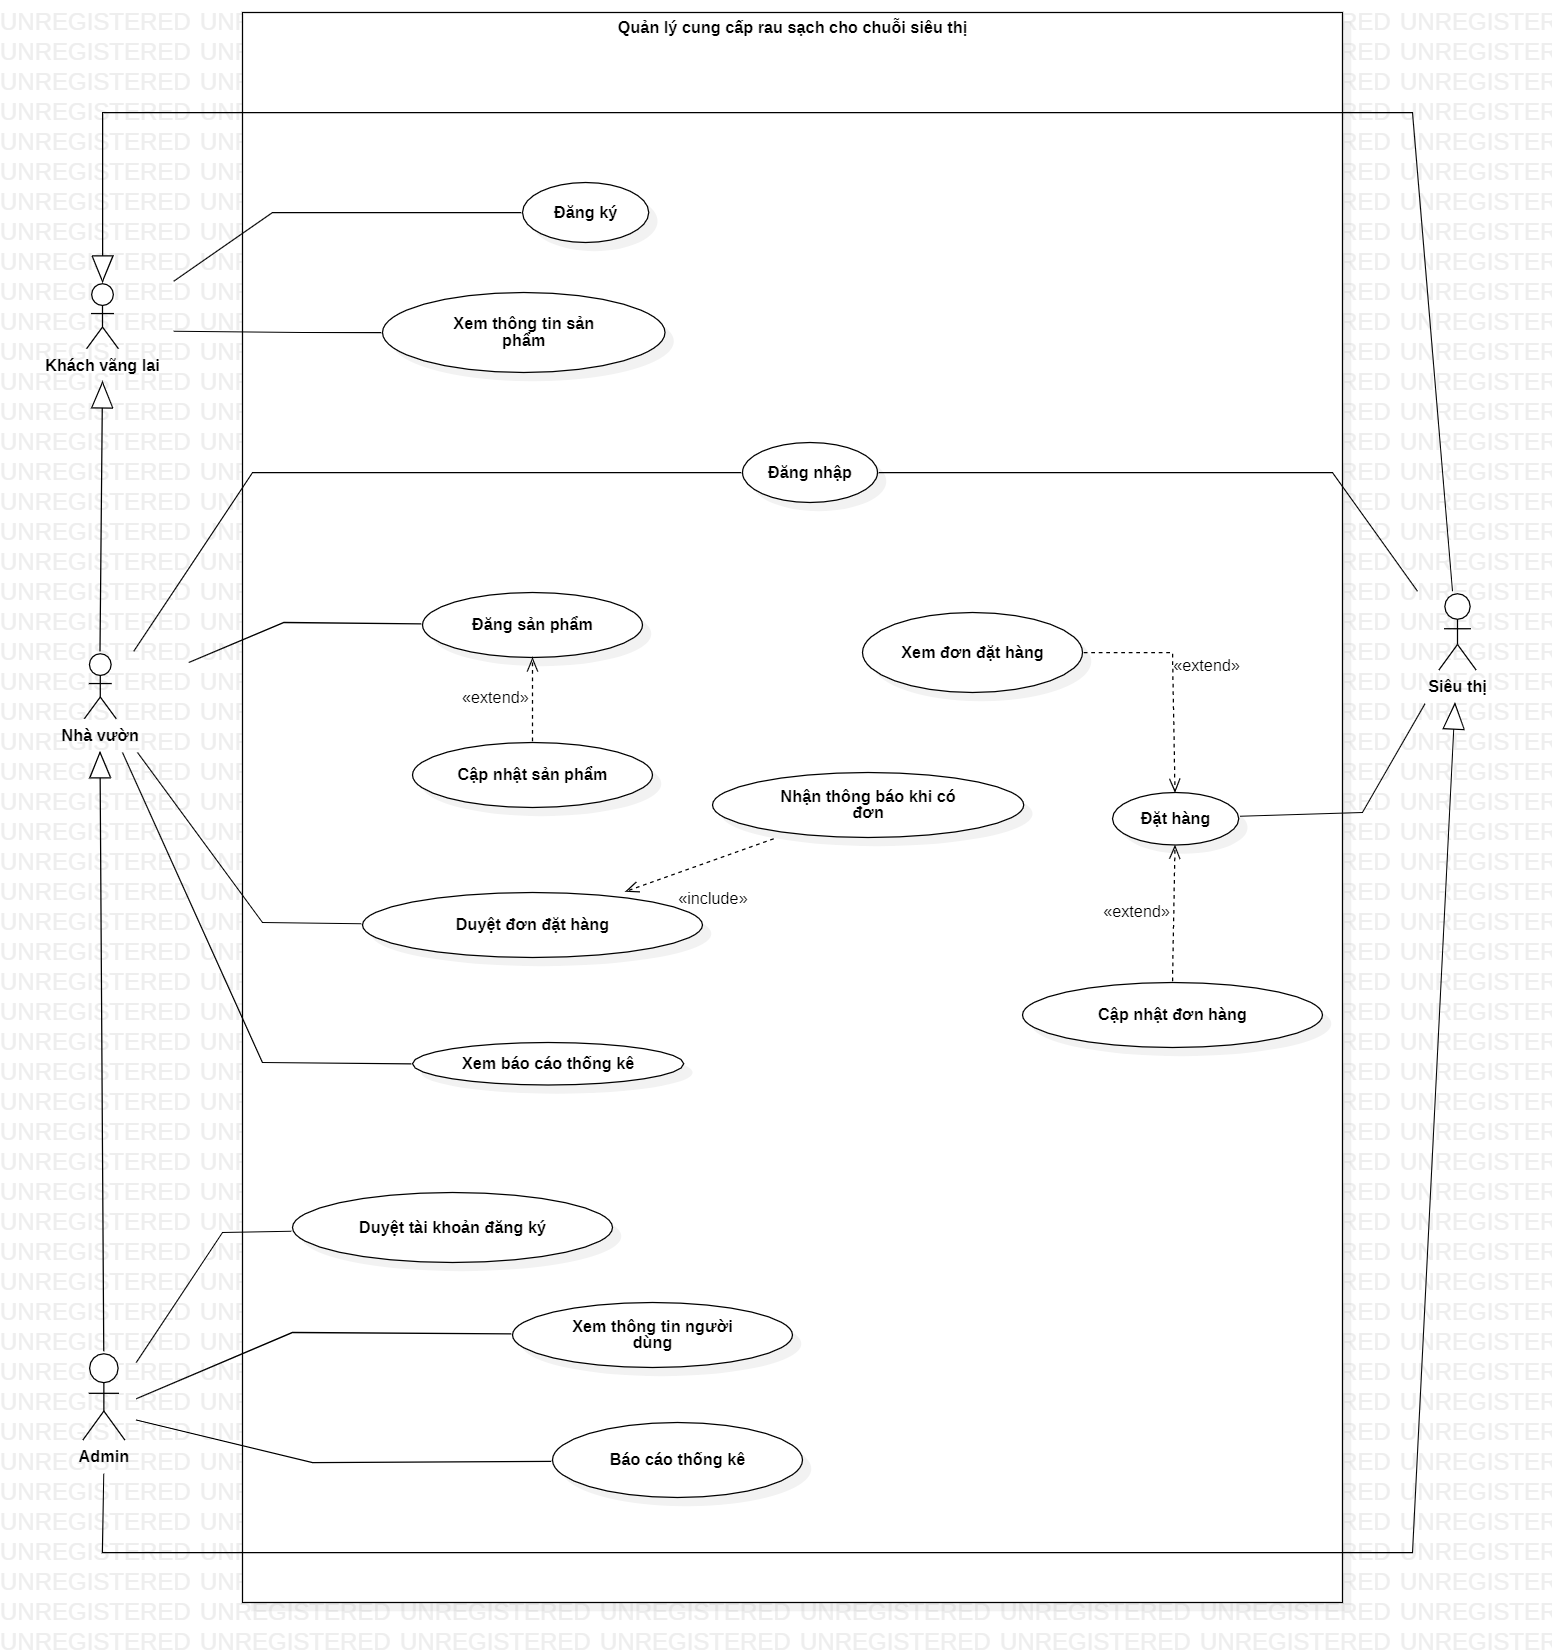 Quản lý cung cấp rau sạch cho chuỗi siêu thị
Đăng ký
Xem thông tin sản
phẩm
Khách vãng lai
Đăng nhập
Đăng sản phẩm
Xem đơn đặt hàng
«extend»
Siêu thị
«extend»
Nhà vườn
Cập nhật sản phẩm
Nhận thông báo khi có
đơn
Đặt hàng
«include»
«extend»
Duyệt đơn đặt hàng
Cập nhật đơn hàng
Xem báo cáo thống kê
Duyệt tài khoản đăng ký
Xem thông tin người
dùng
Admin
Báo cáo thống kê
UNREGISTERED